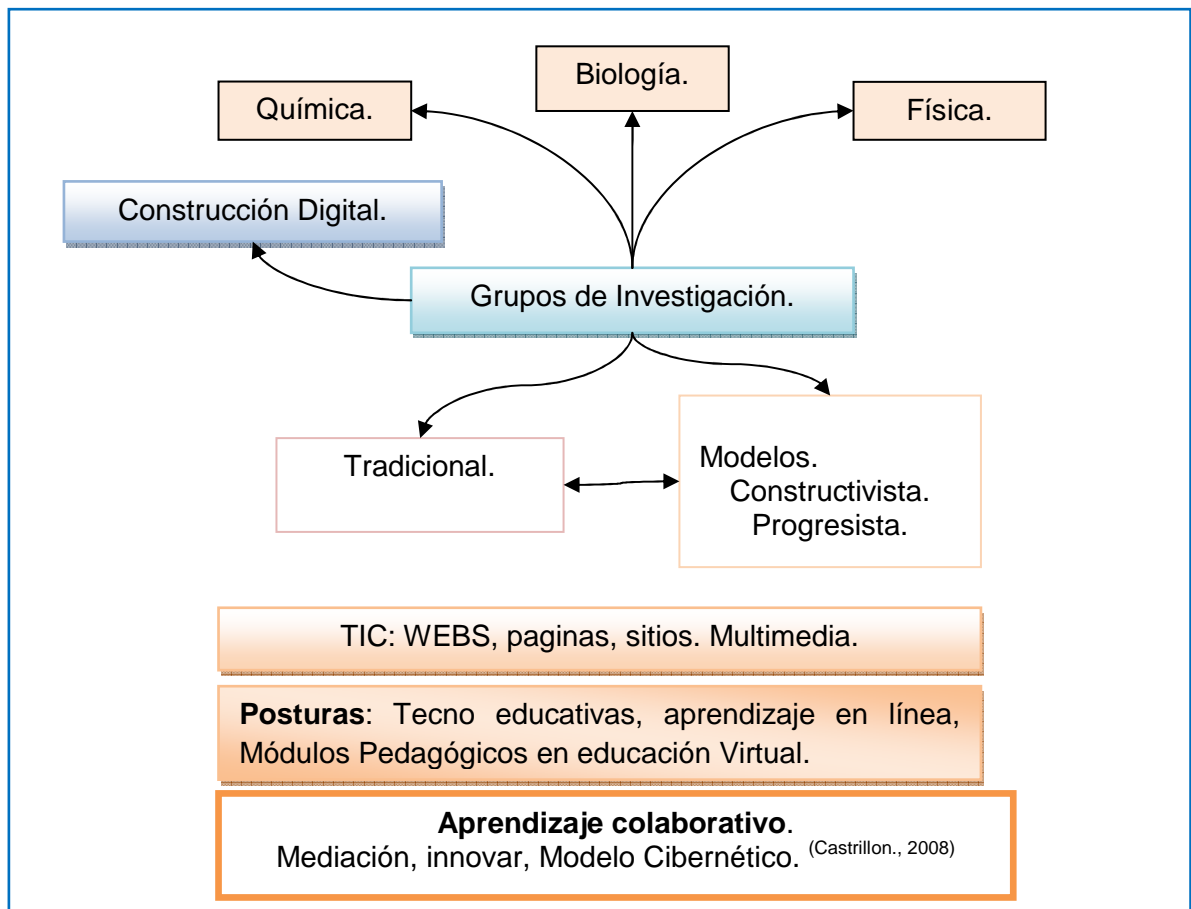 Biología.
Química.
Física.
Construcción Digital.
Grupos de Investigación.
Tradicional.
Modelos.
Constructivista.
Progresista.
TIC: WEBS, paginas, sitios. Multimedia.
Posturas: Tecno educativas, aprendizaje en línea,
Módulos Pedagógicos en educación Virtual.
Aprendizaje colaborativo.
Mediación, innovar, Modelo Cibernético. (Castrillon., 2008)